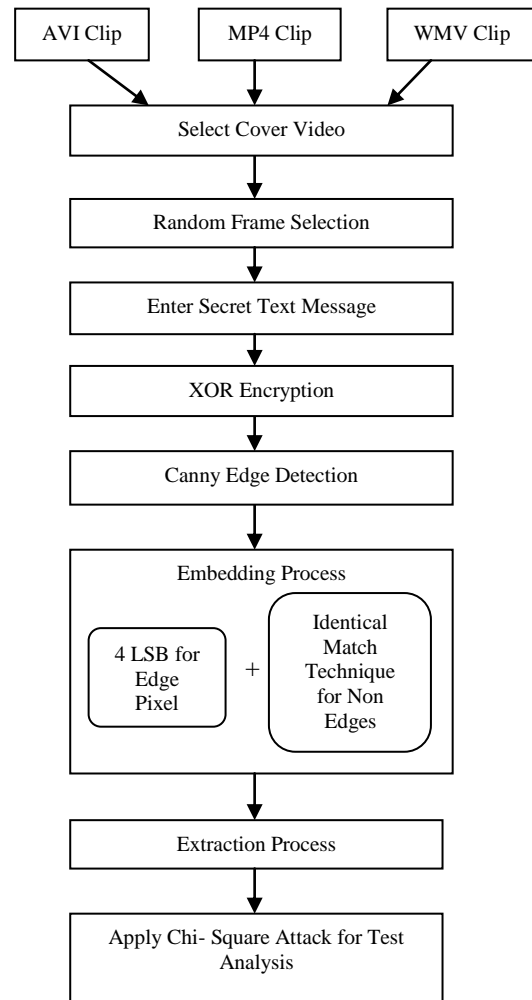 AVI Clip
MP4 Clip
WMV Clip
Select Cover Video
Random Frame Selection
Enter Secret Text Message
XOR Encryption
Canny Edge Detection
Embedding Process
4 LSB for
Edge
Pixel
+
Identical
Match
Technique
for Non
Edges
Extraction Process
Apply Chi- Square Attack for Test
Analysis